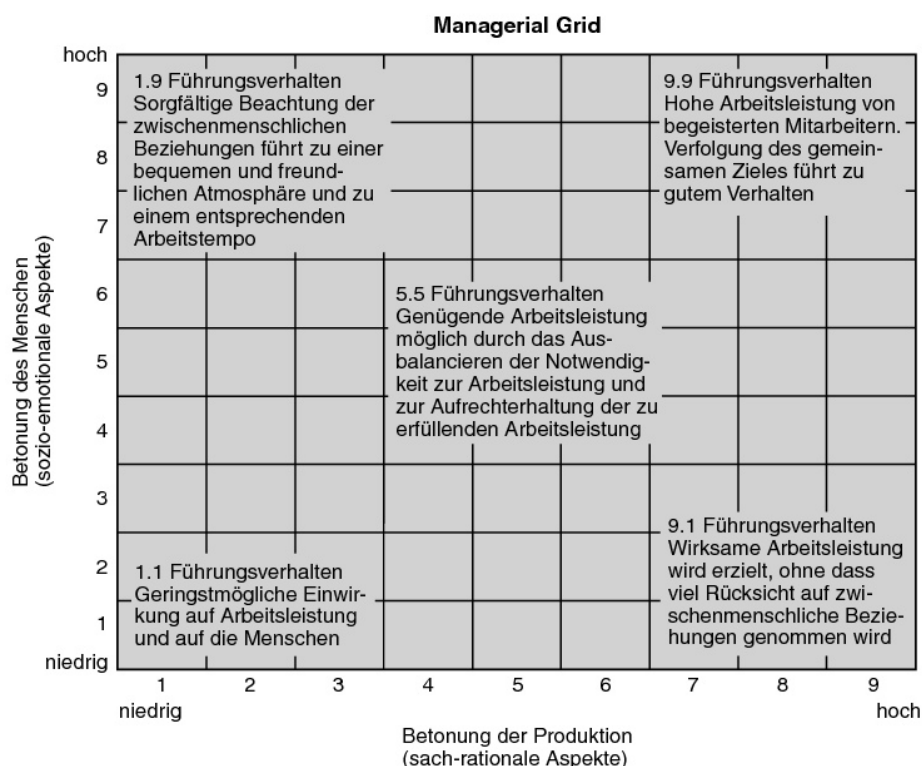 Managerial Grid
hoch
9
8
7
6
5
4
3
2
1
niedrig
Betonung des Menschen
(sozio-emotionale Aspekte)
1.9 Führungsverhalten
Sorgfältige Beachtung der
zwischenmenschlichen
Beziehungen führt zu einer
bequemen und freund-
lichen Atmosphäre und zu
einem entsprechenden
Arbeitstempo
9.9 Führungsverhalten
Hohe Arbeitsleistung von
begeisterten Mitarbeitern.
Verfolgung des gemein-
samen Zieles führt zu
gutem Verhalten
5.5 Führungsverhalten
Genügende Arbeitsleistung
möglich durch das Aus-
balancieren der Notwendig-
keit zur Arbeitsleistung und
zur Aufrechterhaltung der zu
erfüllenden Arbeitsleistung
1.1 Führungsverhalten
Geringstmögliche Einwir-
kung auf Arbeitsleistung
und auf die Menschen
9.1 Führungsverhalten
Wirksame Arbeitsleistung
wird erzielt, ohne dass
viel Rücksicht auf zwi-
schenmenschliche Bezie-
hungen genommen wird
1 2 3 4 5 6 7 8 9
niedrig hoch
Betonung der Produktion
(sach-rationale Aspekte)